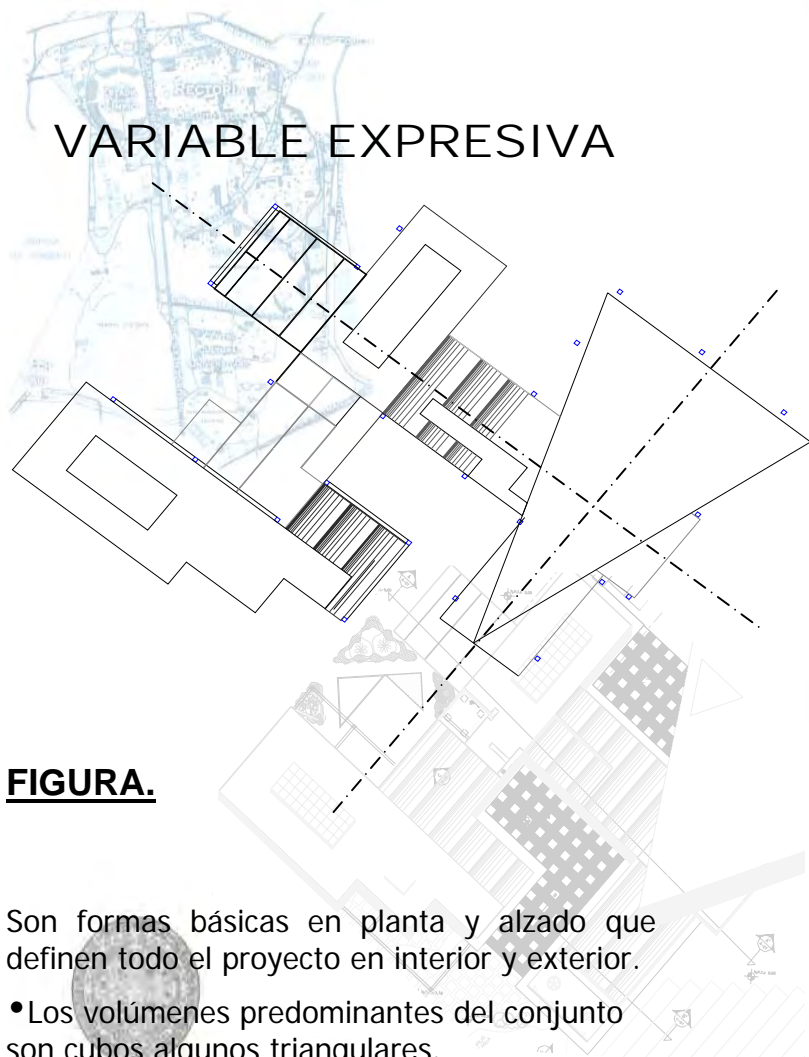 RECTORIA
VARIABLE EXPRESIVA
FIGURA.
Son formas básicas en planta y alzado que
definen todo el proyecto en interior y exterior.
•Los volúmenes predominantes del conjunto
son cubos algunos triangulares.